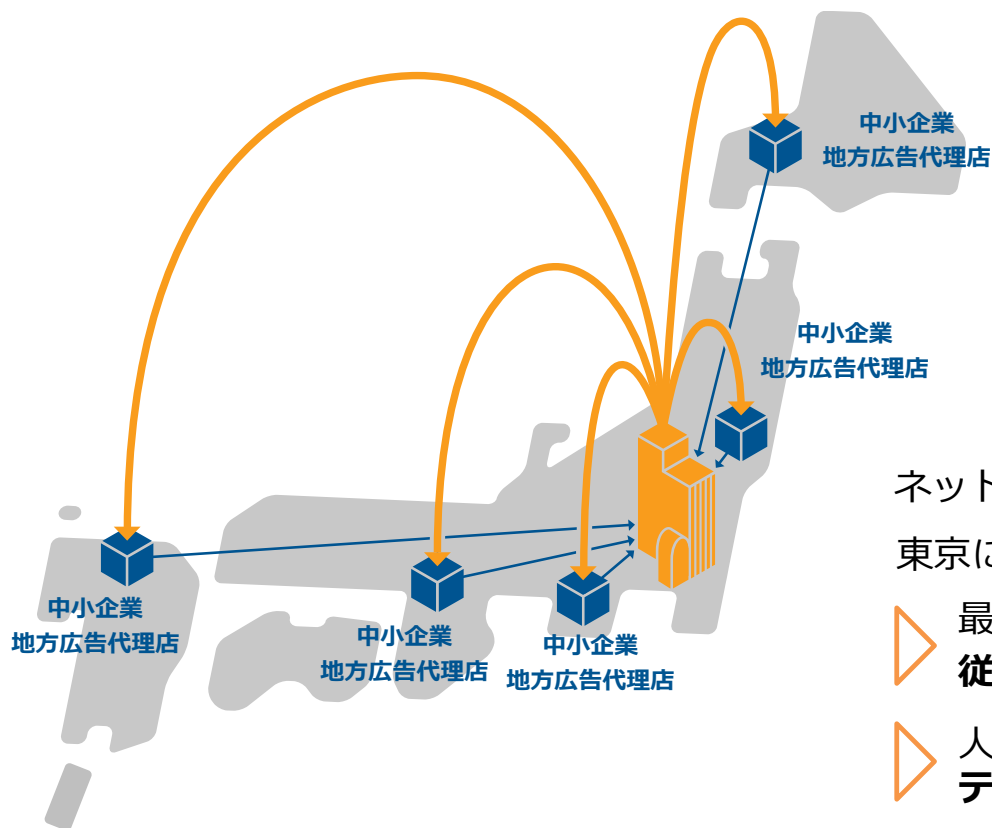 中小企業
地方広告代理店
中小企業
地方広告代理店
中小企業
地方広告代理店
中小企業
地方広告代理店
中小企業
地方広告代理店
ネット
東京に
最
従
人
テ